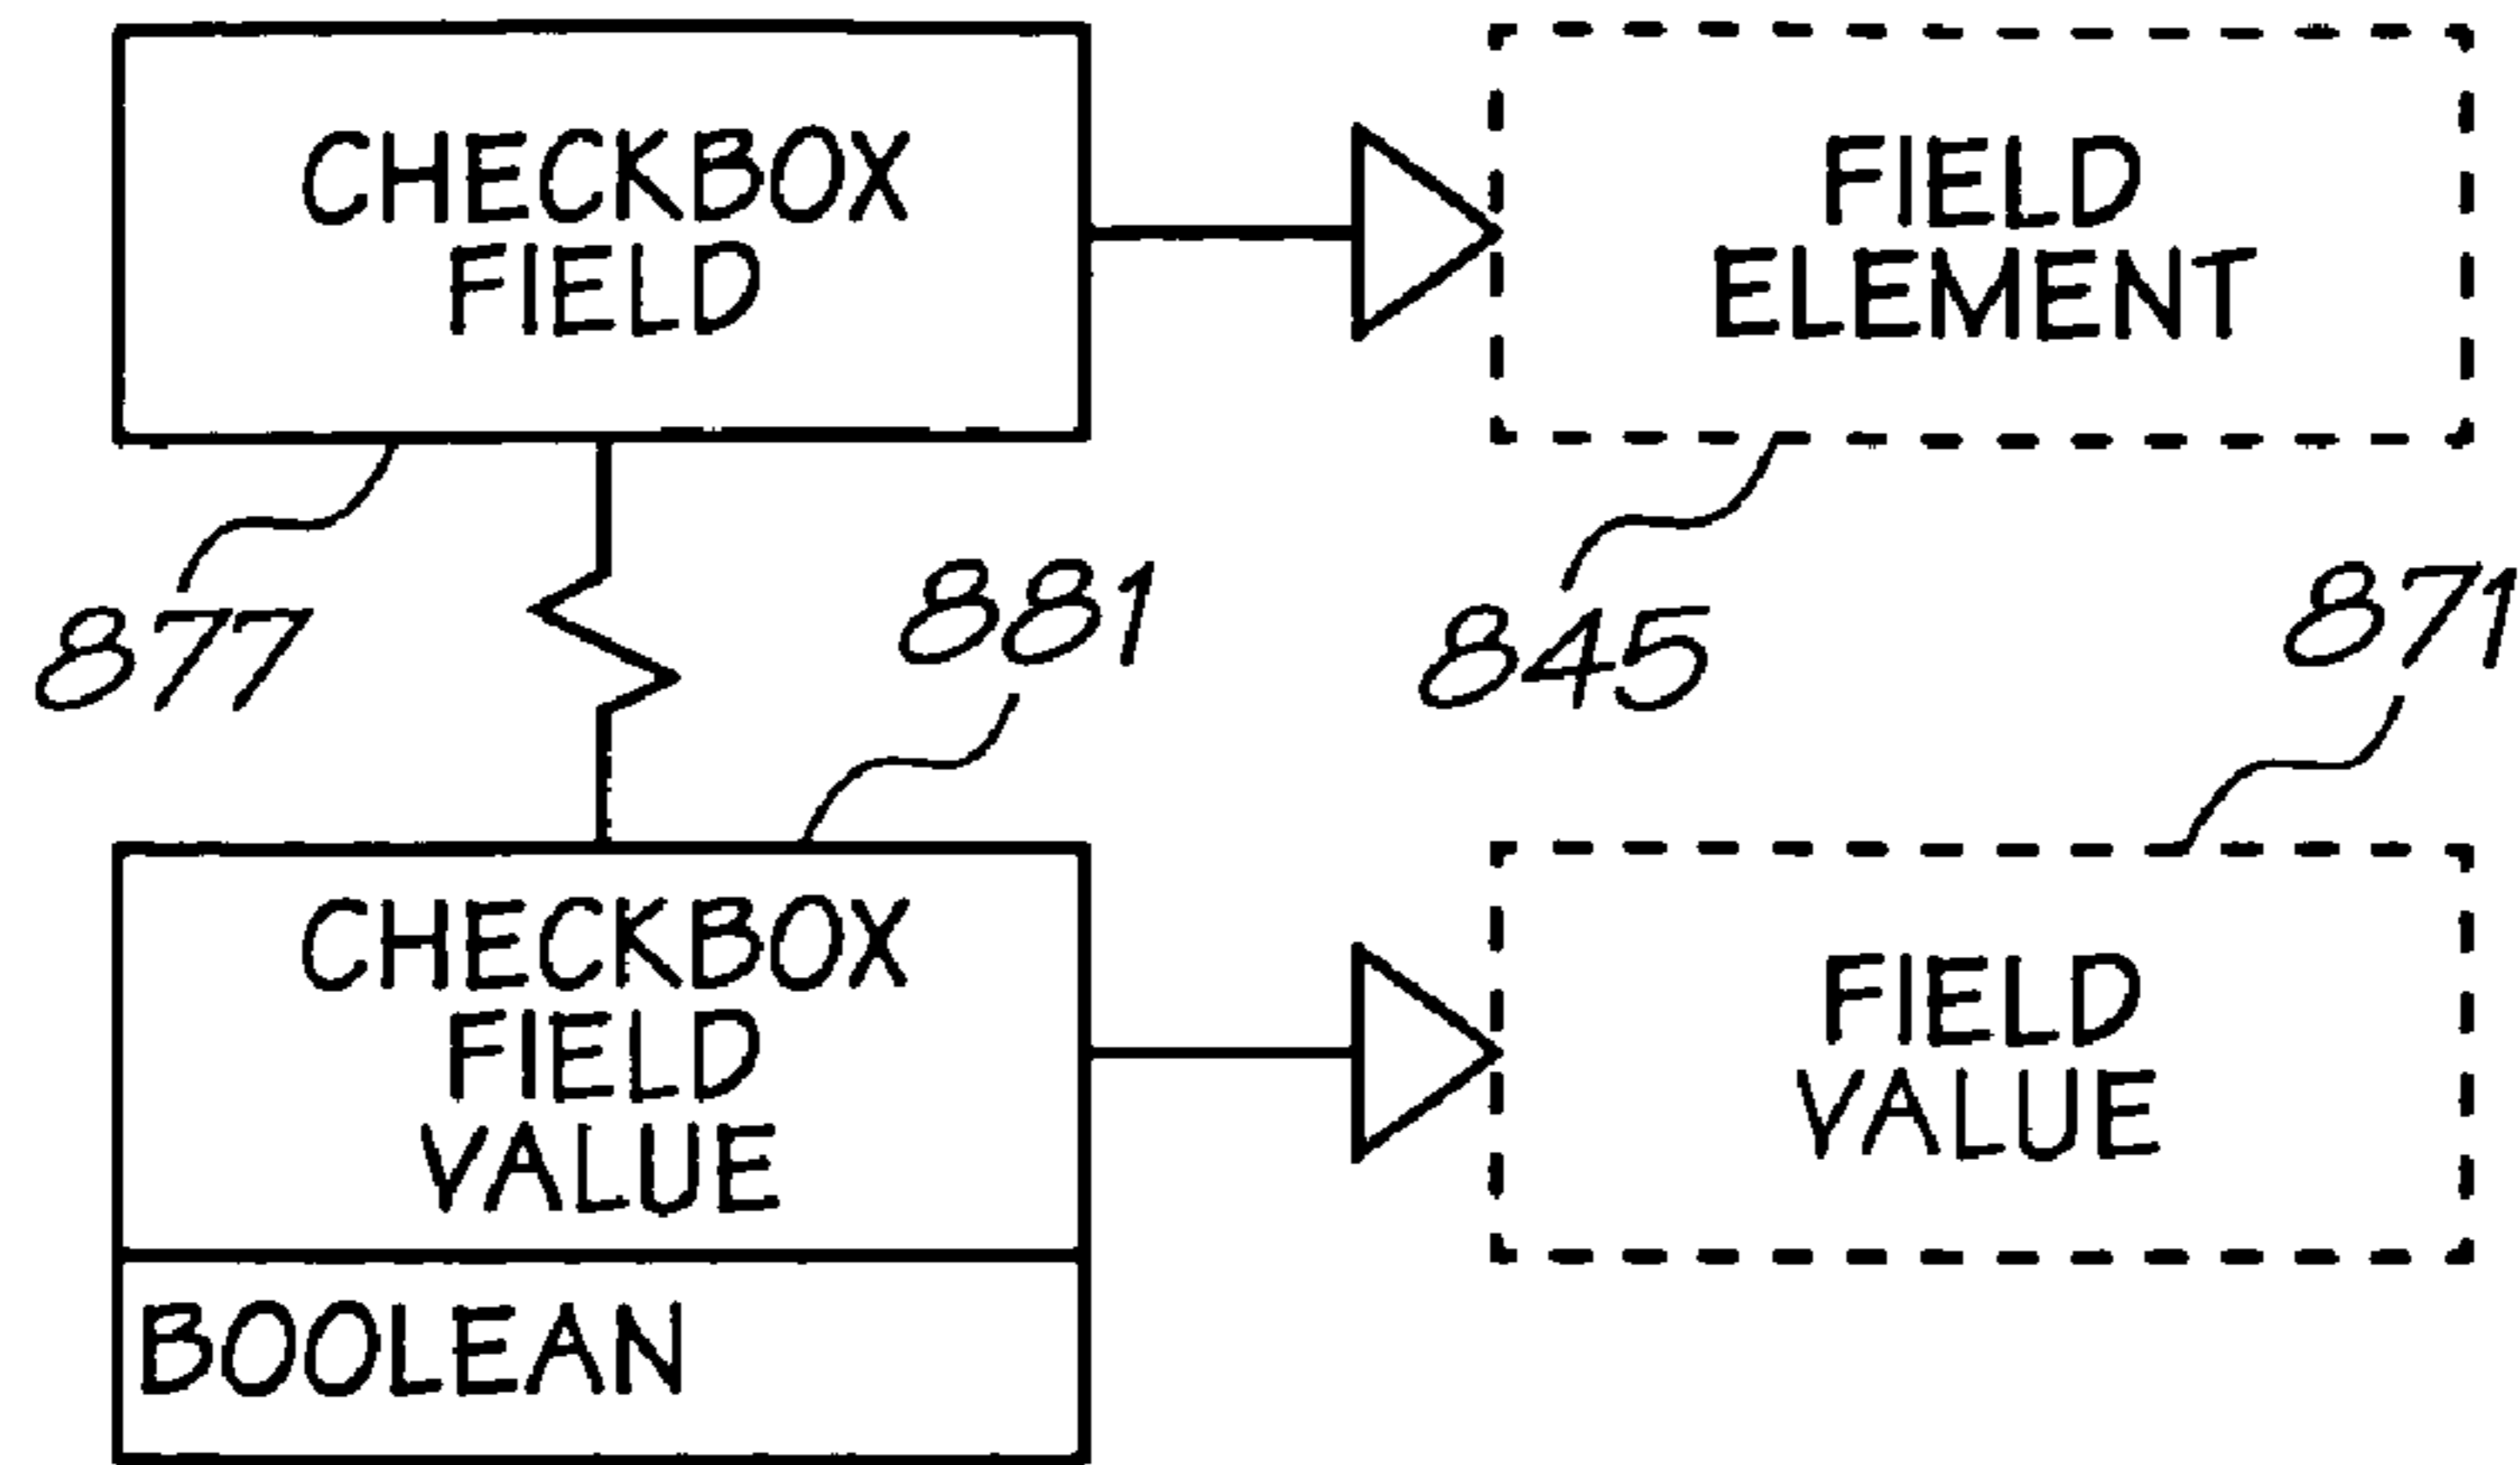 CHECKBOX
FIELD
FIELD
ELEMENT
877
881
845
871
CHECKBOX
FIELD
VALUE
FIELD
VALUE
BOOLEAN